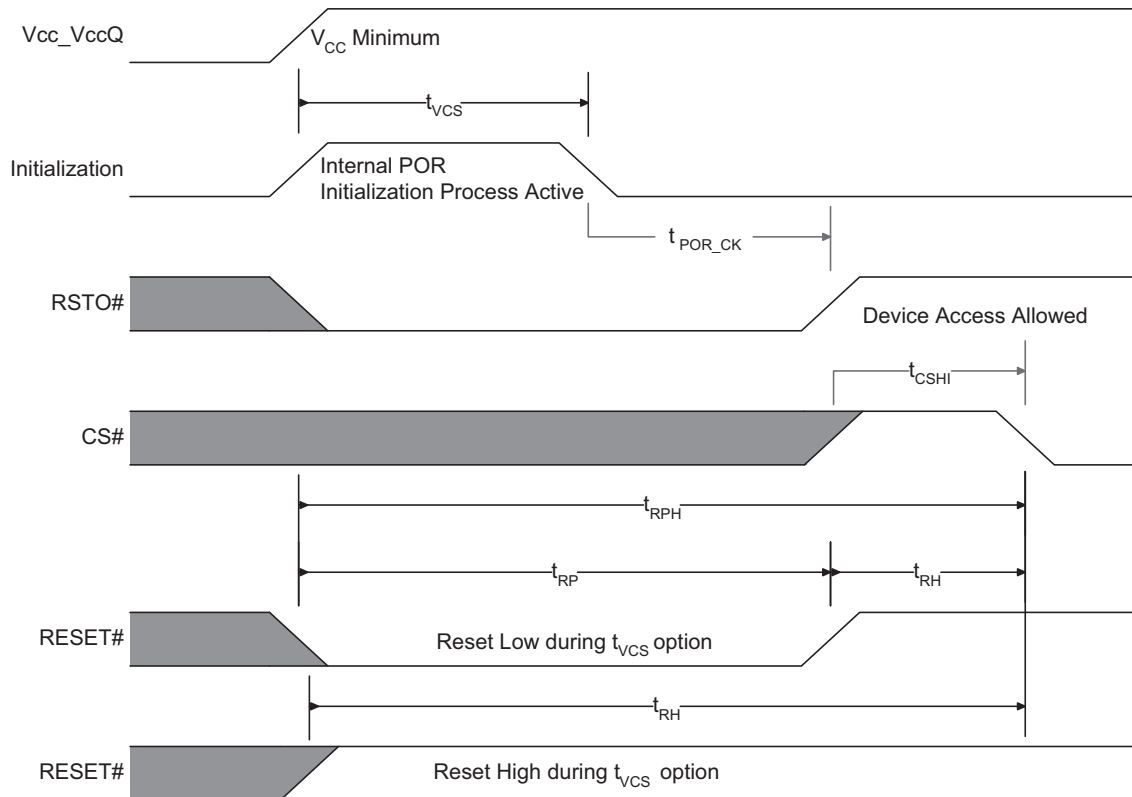 Vcc_VccQ
VCC Minimum
tVCS
Initialization
Internal POR
Initialization Process Active
tPOR_CK
RSTO#
Device Access Allowed
tCSHI
CS#
tRPH
tRP
tRH
RESET#
Reset Low during tVCS option
tRH
RESET#
Reset High during tVCS option